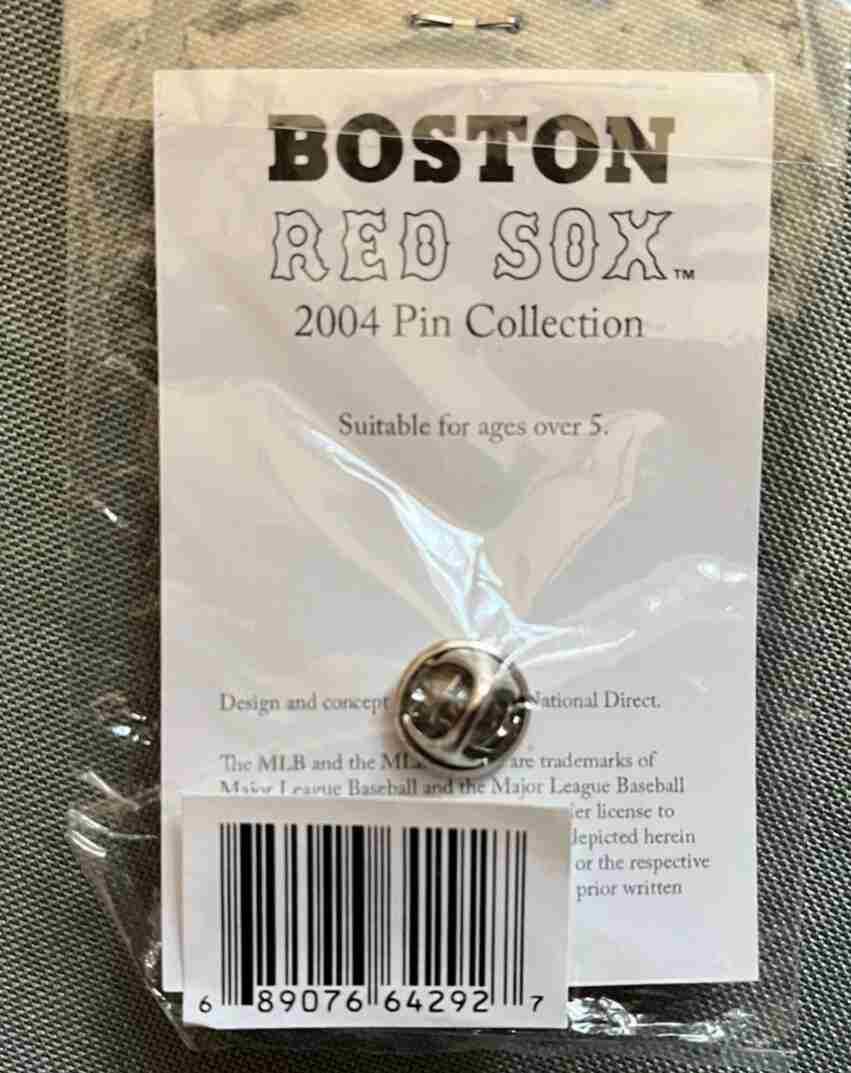 BOSTON
RED SOX™
2004 Pin Collection
Suitable for ages over 5.
Design and concept National Direct.
The MLB and the are trademarks of
Major League Baseball and the Major League Baseball
license to
depicted herein
or the respective
prior written
6 89076 64292 7